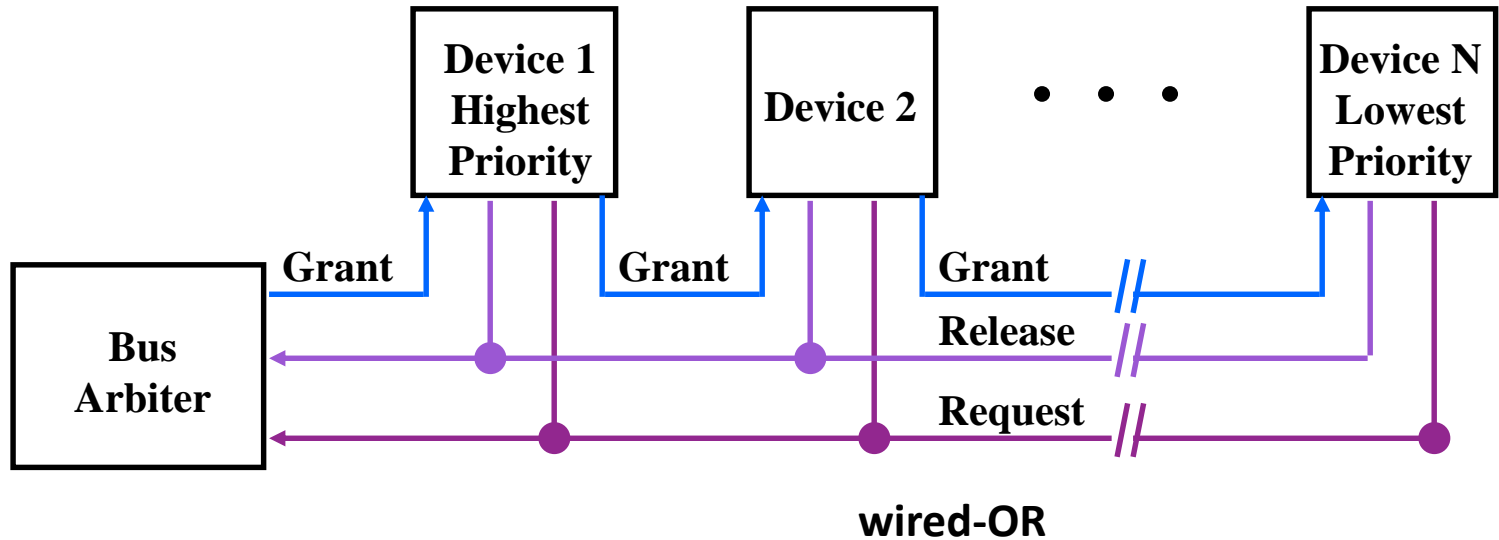 Device 1
Highest
Priority
Device 2
Device N
Lowest
Priority
Grant
Grant
Grant
Bus
Arbiter
Release
Request
wired-OR